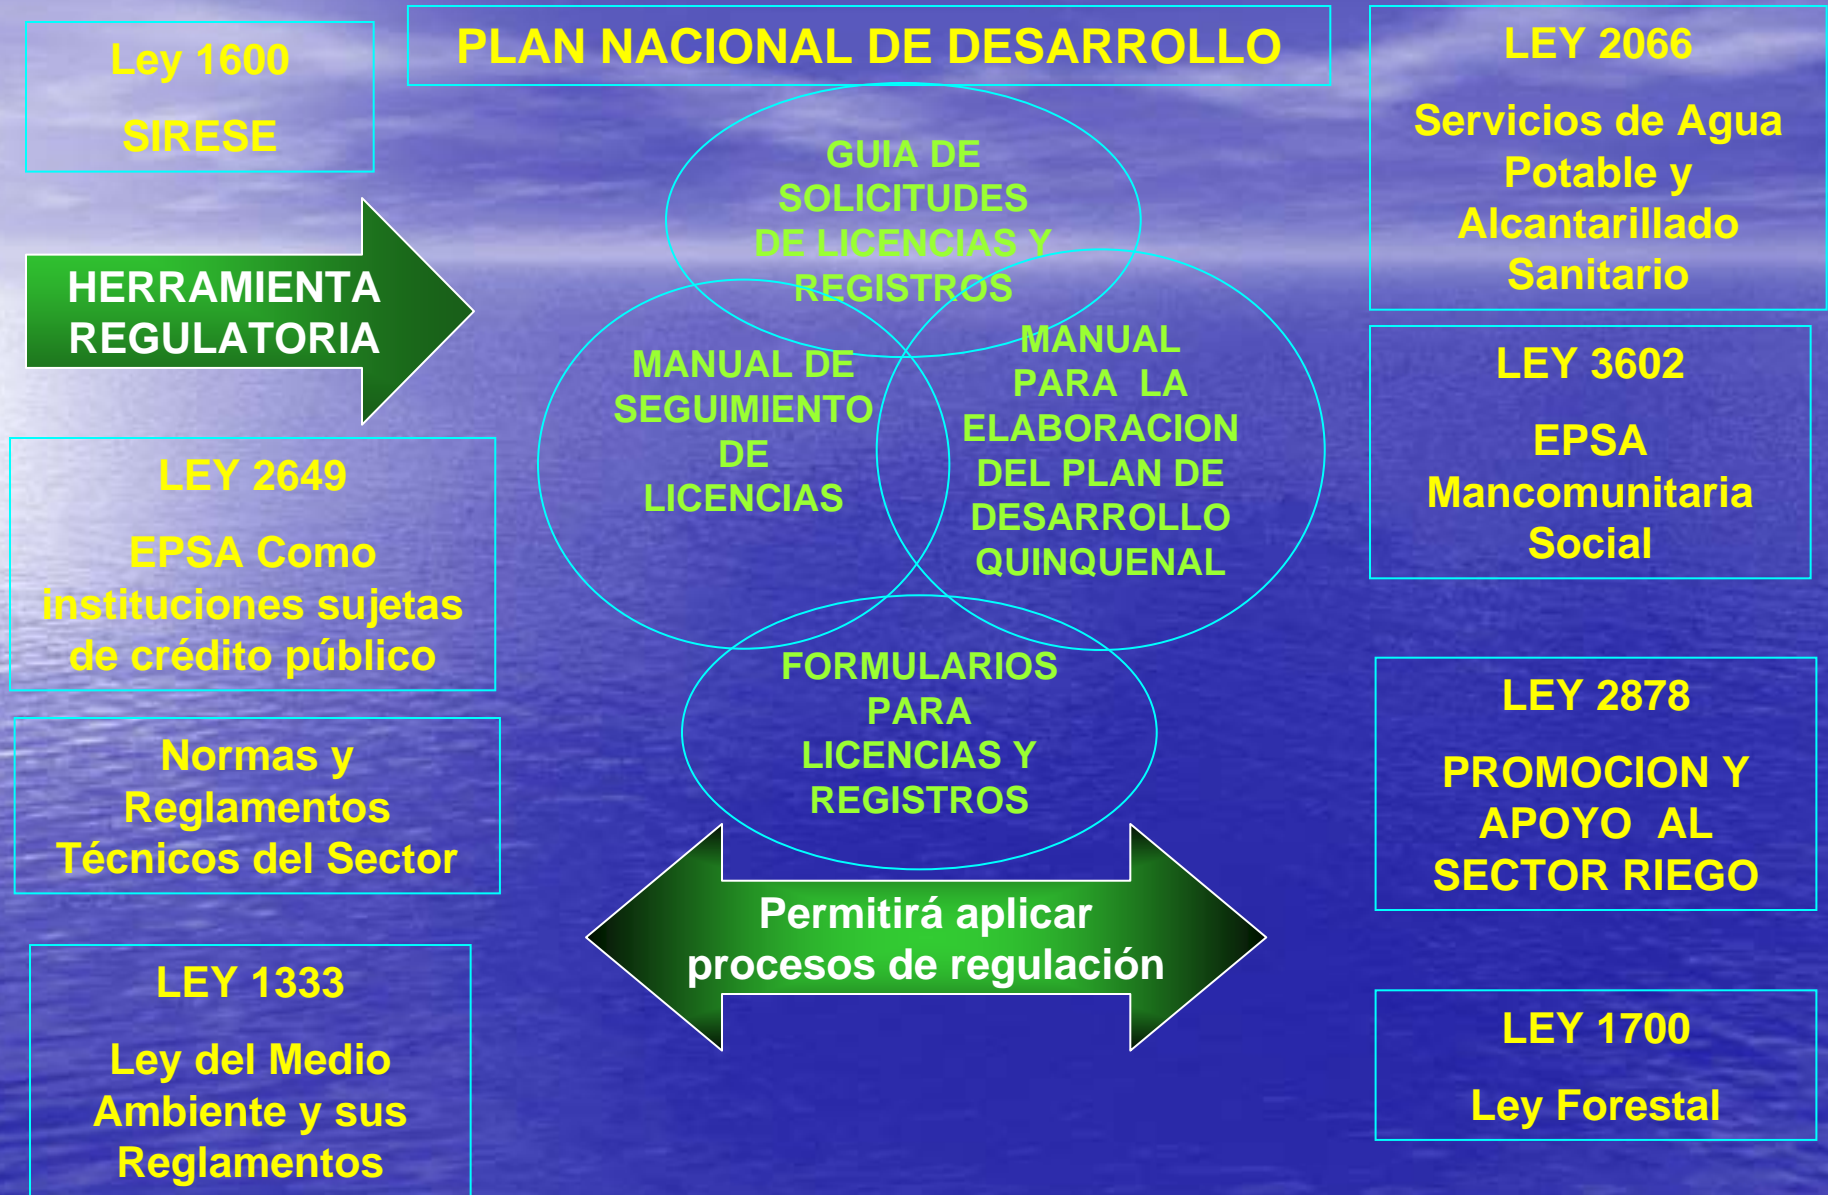 Ley 1600
SIRESE
PLAN NACIONAL DE DESARROLLO
LEY 2066
Servicios de Agua
Potable y
Alcantarillado
Sanitario
HERRAMIENTA
REGULATORIA
GUIA DE
SOLICITUDES
DE LICENCIAS Y
REGISTROS
MANUAL DE
SEGUIMIENTO
DE
LICENCIAS
MANUAL
PARA  LA
ELABORACION
DEL PLAN DE
DESARROLLO
QUINQUENAL
FORMULARIOS
PARA
LICENCIAS Y
REGISTROS
LEY 3602
EPSA
Mancomunitaria
Social
LEY 2649
EPSA Como
instituciones sujetas
de crédito público
LEY 2878
PROMOCION Y
APOYO  AL
SECTOR RIEGO
Normas y
Reglamentos
Técnicos del Sector
Permitirá aplicar
procesos de regulación
LEY 1333
Ley del Medio
Ambiente y sus
Reglamentos
LEY 1700
Ley Forestal